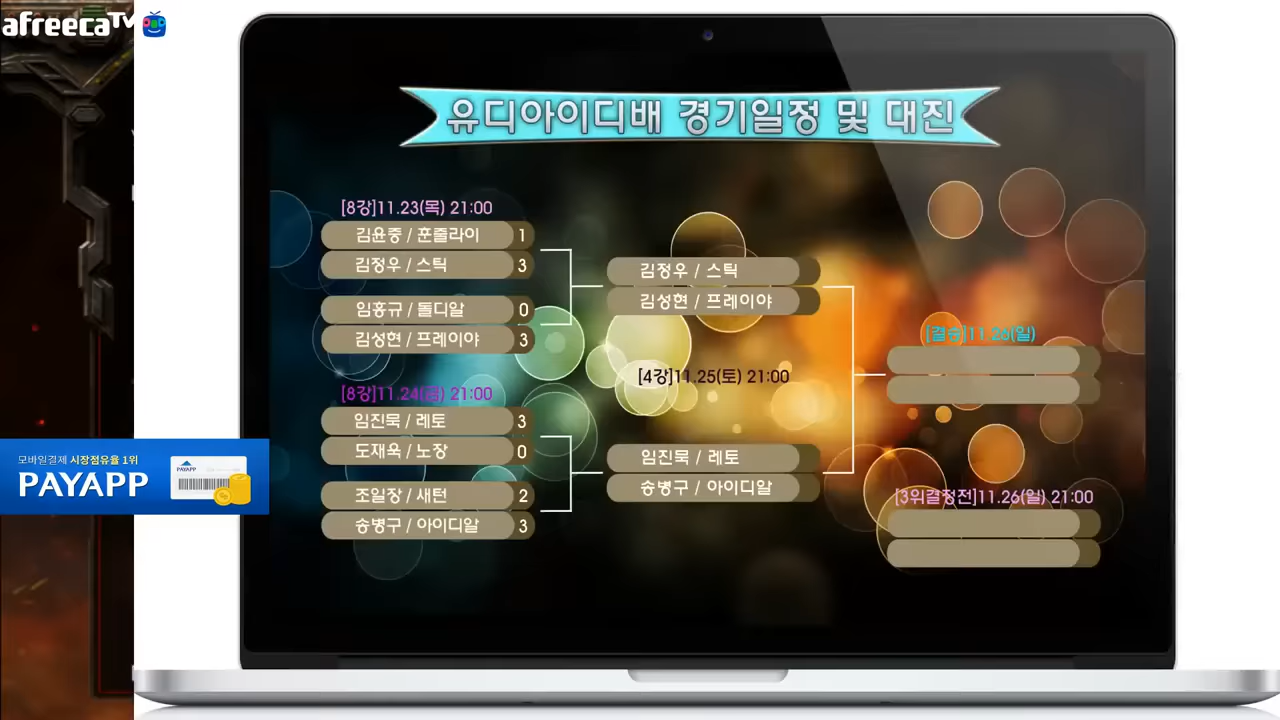 afreecaTV
유디아이디배 경기일정 및 대진
[8강]11.23(목) 21:00
김윤중 / 훈줄라이 1
김정우 / 스틱 3
임홍규 / 돌디알 0
김성현 / 프레이야 3
[8강]11.24(금) 21:00
임진묵 / 레토 3
도재욱 / 노장 0
조일장 / 새턴 2
송병구 / 아이디알 3
김정우 / 스틱
김성현 / 프레이야
[4강]11.25(토) 21:00
임진묵 / 레토
송병구 / 아이디알
[결승]11.26(일)
[3위결정전]11.26(일) 21:00
모바일결제 시장점유율 1위
PAYAPP
PAYAPP